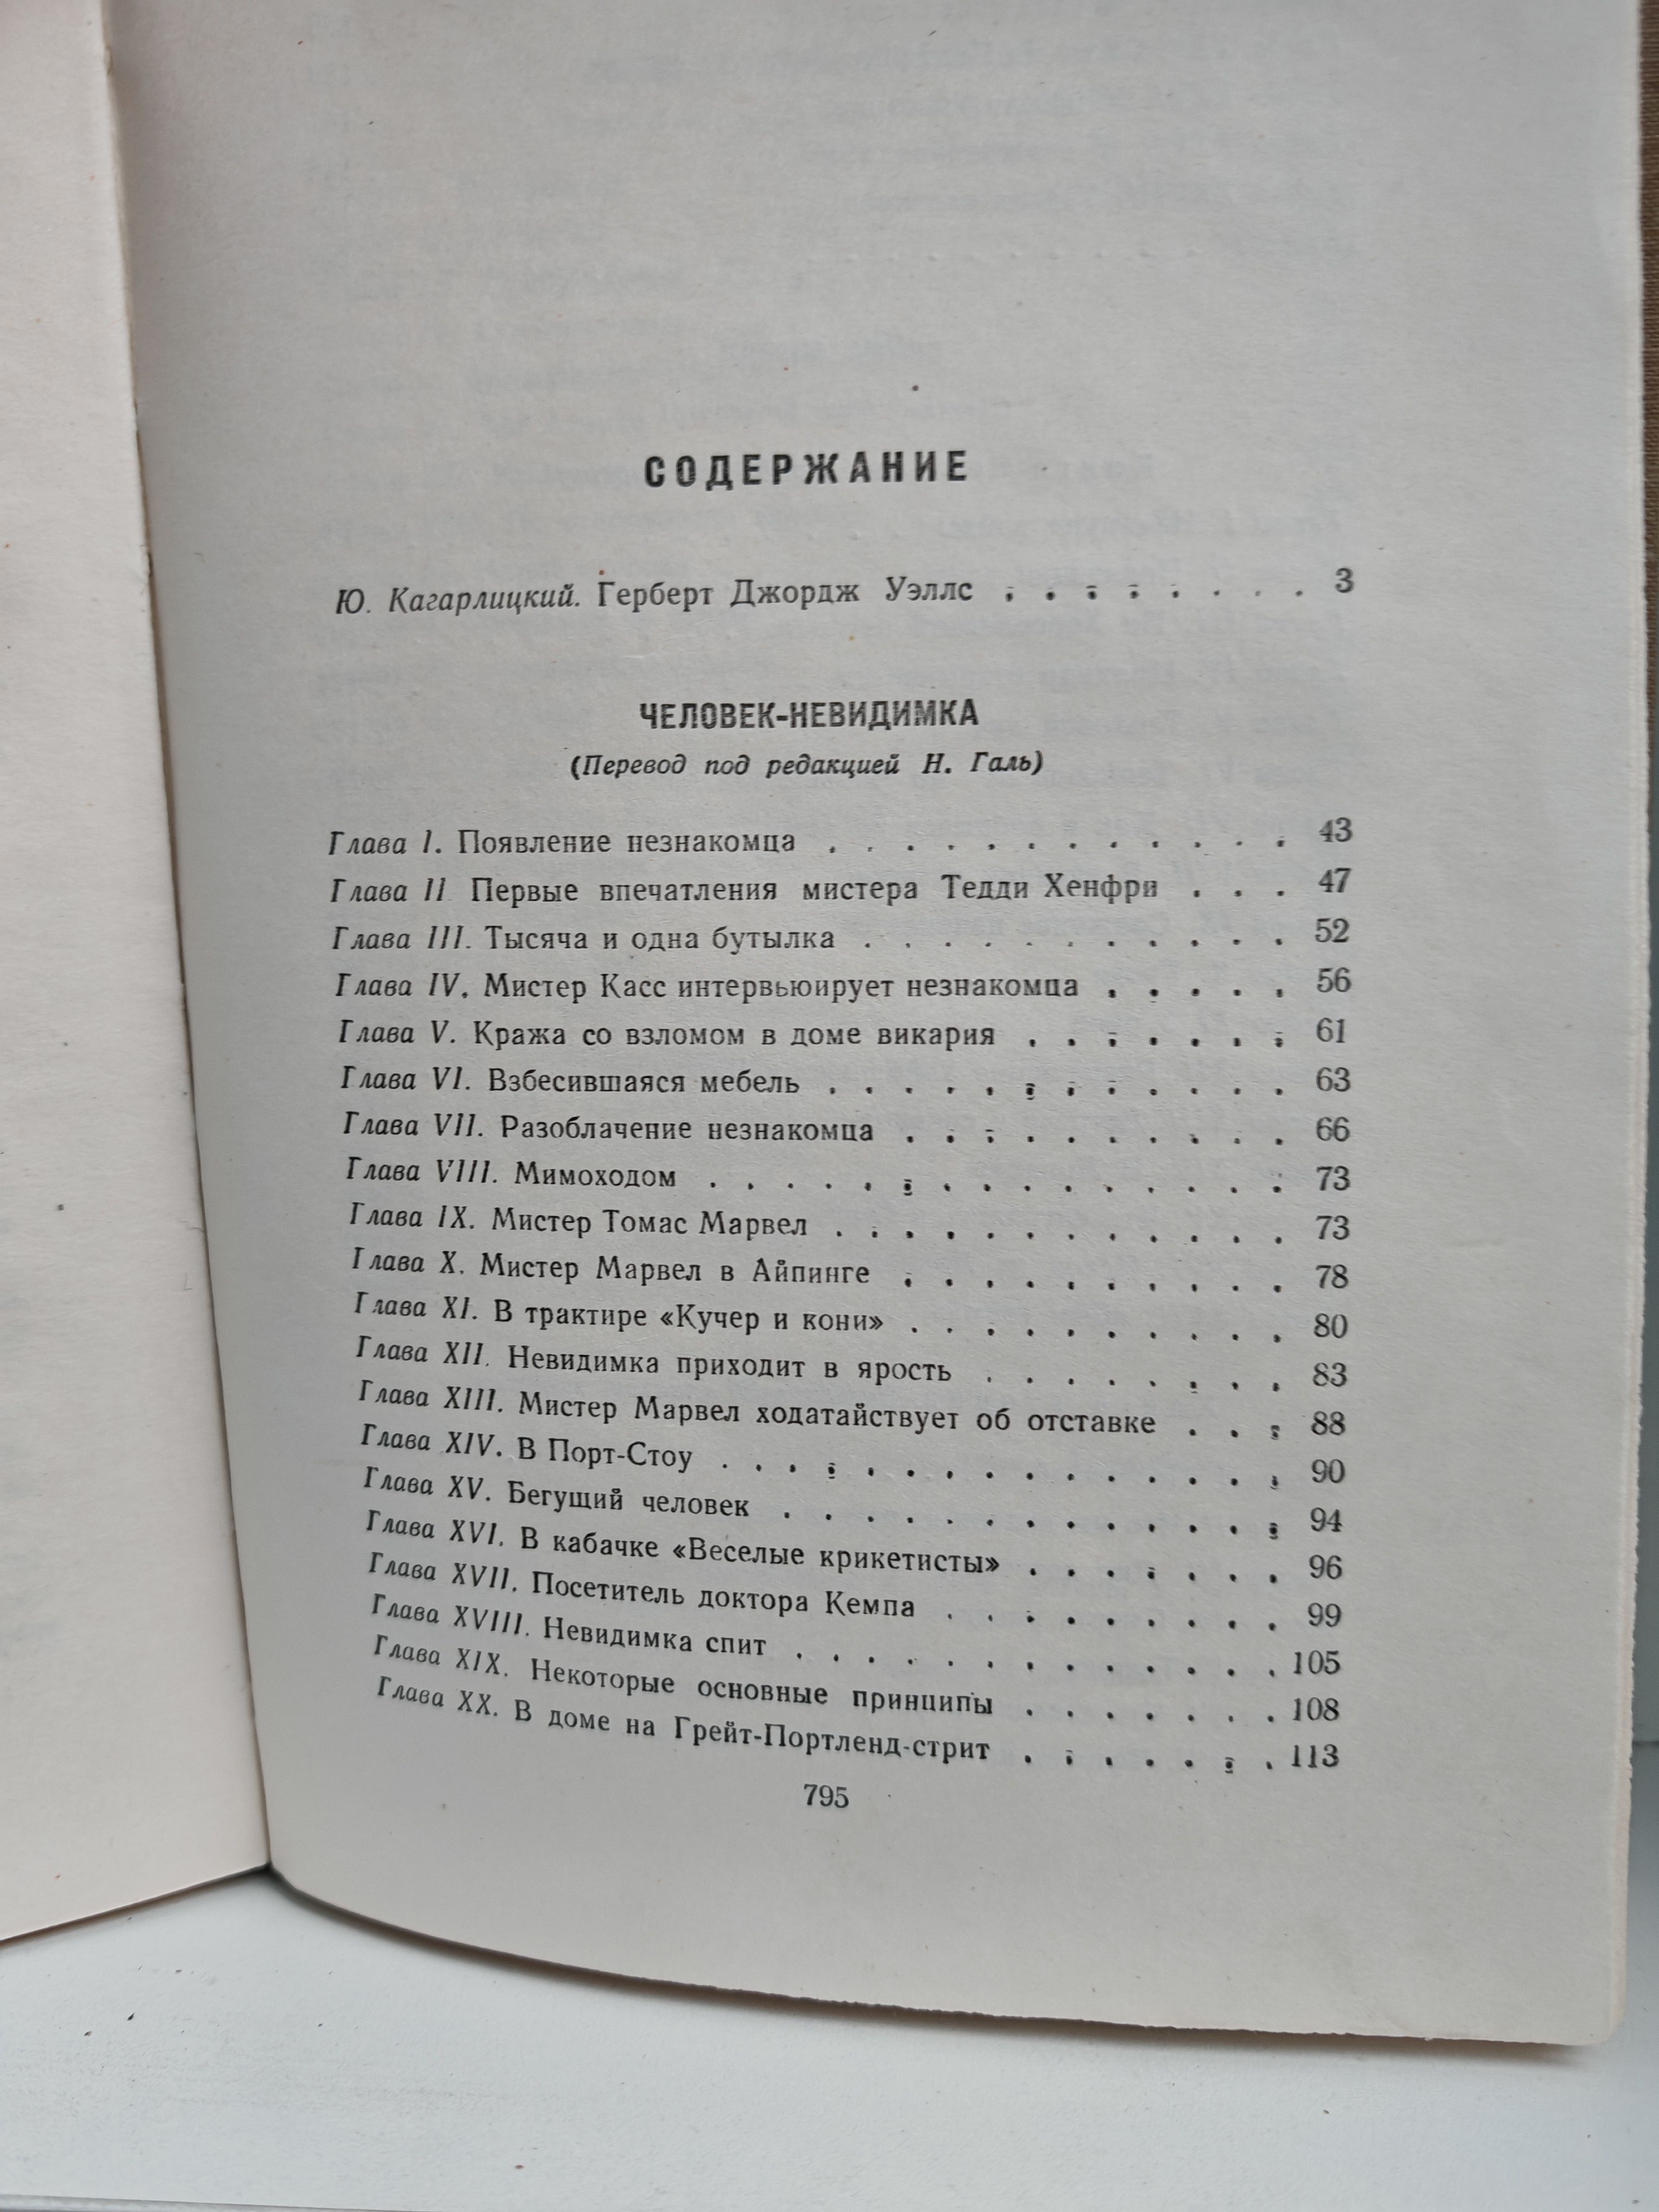 СОДЕРЖАНИЕ
Ю. Кагарлицкий. Герберт Джордж Уэллс . . . . . . . . 3
ЧЕЛОВЕК-НЕВИДИМКА
(Перевод под редакцией Н. Галь)
Глава I. Появление незнакомца . . . . . . . . . . . . 43
Глава II Первые впечатления мистера Тедди Хенфри . . . 47
Глава III. Тысяча и одна бутылка . . . . . . . . . . . 52
Глава IV. Мистер Касс интервьюирует незнакомца . . . . . 56
Глава V. Кража со взломом в доме викария . . . . . . . 61
Глава VI. Взбесившаяся мебель . . . . . . . . . . . . 63
Глава VII. Разоблачение незнакомца . . . . . . . . . . 66
Глава VIII. Мимоходом . . . . . . . . . . . . . . . 73
Глава IX. Мистер Томас Марвел . . . . . . . . . . . . 73
Глава X. Мистер Марвел в Айпинге . . . . . . . . . . 78
Глава XI. В трактире «Кучер и кони» . . . . . . . . . . 80
Глава XII. Невидимка приходит в ярость . . . . . . . . 83
Глава XIII. Мистер Марвел ходатайствует об отставке . . . 88
Глава XIV. В Порт-Стоу . . . . . . . . . . . . . . . 90
Глава XV. Бегущий человек . . . . . . . . . . . . . 94
Глава XVI. В кабачке «Веселые крикетисты» . . . . . . . 96
Глава XVII. Посетитель доктора Кемпа . . . . . . . . . 99
Глава XVIII. Невидимка спит . . . . . . . . . . . . . 105
Глава XIX. Некоторые основные принципы . . . . . . . 108
Глава XX. В доме на Грейт-Портленд-стрит . . . . . . . 113
795